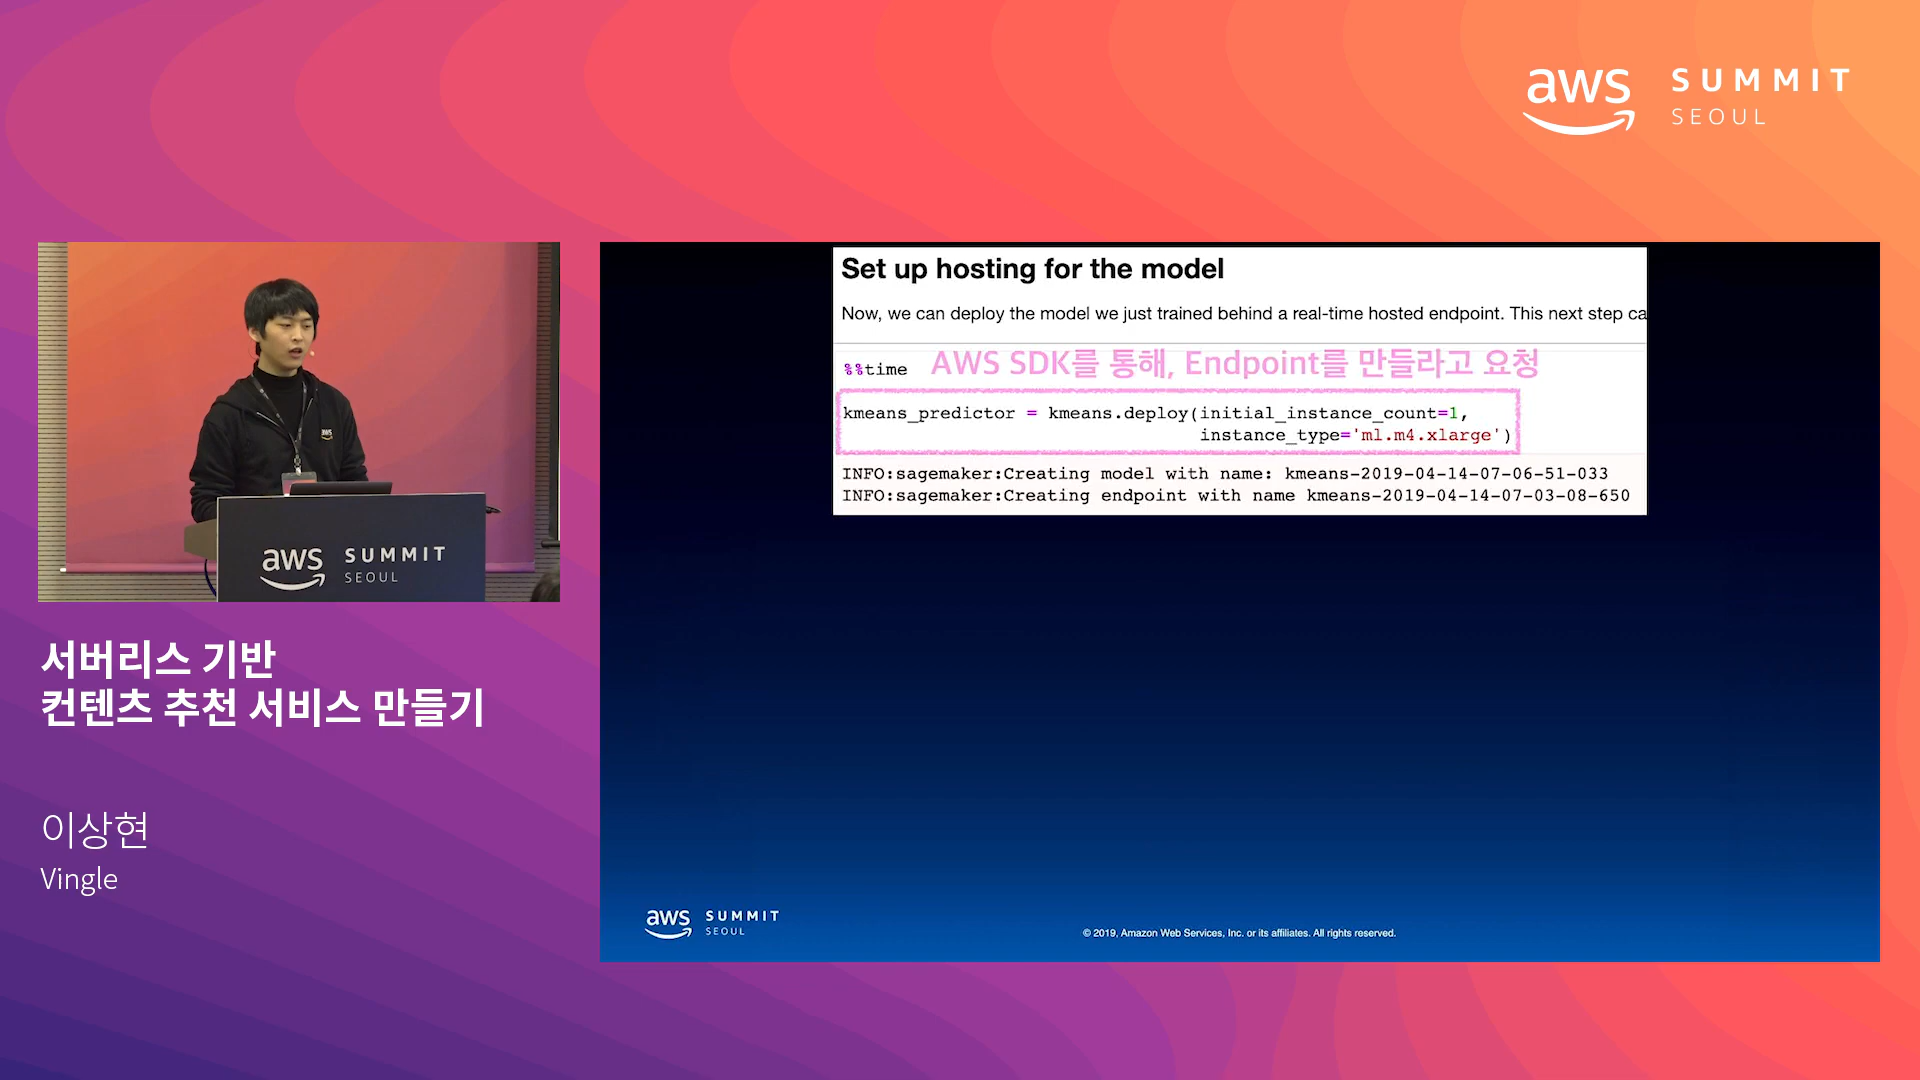 aws SUMMIT
SEOUL
aws
aws SUMMIT
SEOUL
서버리스 기반
컨텐츠 추천 서비스 만들기
이상현
Vingle
Set up hosting for the model
Now, we can deploy the model we just trained behind a real-time hosted endpoint. This next step ca
%%time
AWS SDK를 통해, Endpoint를 만들라고 요청
kmeans_predictor = kmeans.deploy(initial_instance_count=1,
instance_type='ml.m4.xlarge')
INFO:sagemaker:Creating model with name: kmeans-2019-04-14-07-06-51-033
INFO:sagemaker:Creating endpoint with name kmeans-2019-04-14-07-03-08-650
aws SUMMIT
SEOUL
© 2019, Amazon Web Services, Inc. or its affiliates. All rights reserved.